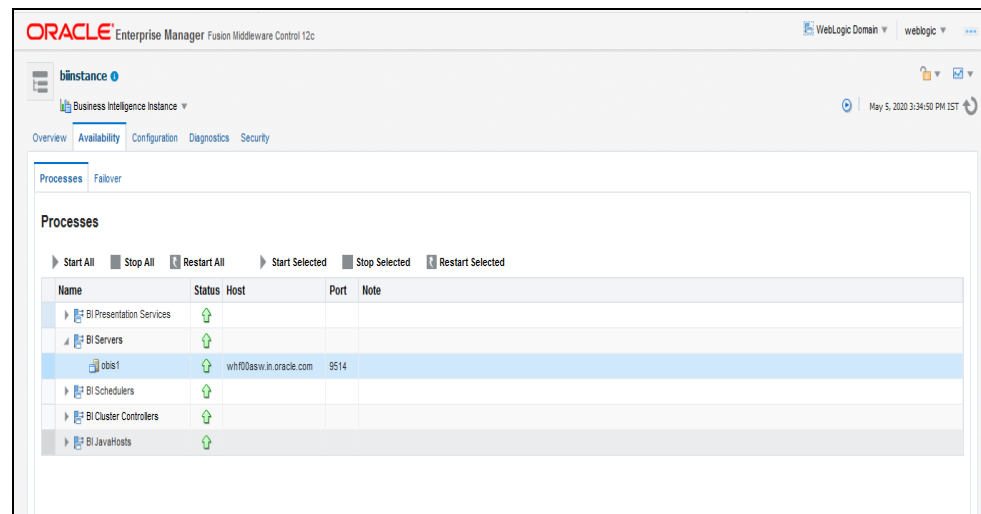 ORACLE Enterprise Manager Fusion Middleware Control 12c
WebLogic Domain weblogic
biinstance
Business Intelligence Instance
May 5, 2020 3:34:50 PM IST
Overview Availability Configuration Diagnostics Security
Processes Failover
Processes
Start All Stop All Restart All Start Selected Stop Selected Restart Selected
Name Status Host Port Note
BI Presentation Services
BI Servers
obis1 whf00asw.in.oracle.com 9514
BI Schedulers
BI Cluster Controllers
BI JavaHosts